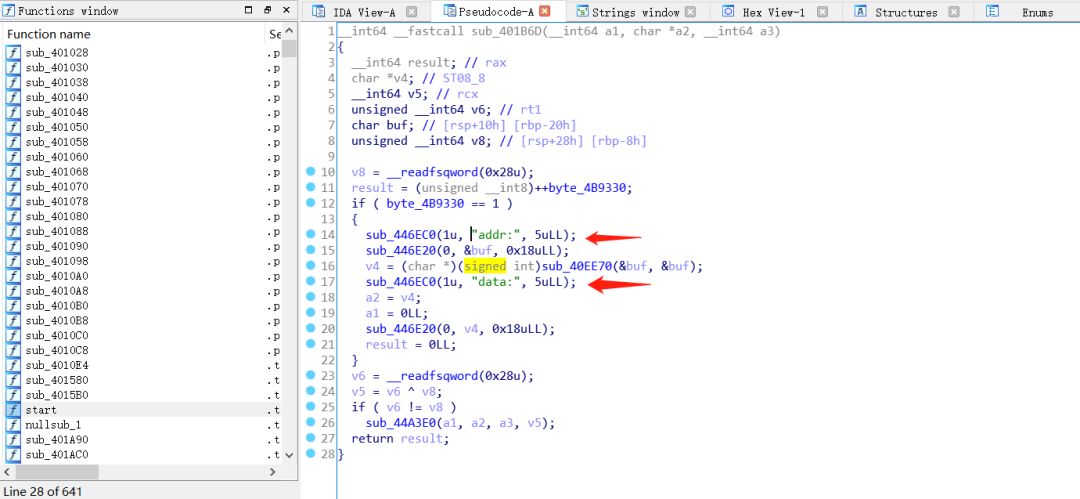 Functions window
Function name
Se
sub_401028
.p
sub_401030
.p
sub_401038
.p
sub_401040
.p
sub_401048
.p
sub_401050
.p
sub_401058
.p
sub_401060
.p
sub_401068
.p
sub_401070
.p
sub_401078
.p
sub_401080
.p
sub_401088
.p
sub_401090
.p
sub_401098
.p
sub_4010A0
.p
sub_4010A8
.p
sub_4010B0
.p
sub_4010B8
.p
sub_4010C0
.p
sub_4010C8
.p
sub_4010E4
.p
sub_401580
.t
sub_4015B0
.t
start
.t
nullsub_1
.t
sub_401A90
.t
sub_401AC0
.t
Line 28 of 641
IDA View-A
Pseudocode-A
Strings window
Hex View-1
Structures
Enums
1 __int64 __fastcall sub_401B6D(__int64 a1, char *a2, __int64 a3)
2 {
3   __int64 result; // rax
4   char *v4; // ST08_8
5   __int64 v5; // rcx
6   unsigned __int64 v6; // rt1
7   char buf; // [rsp+10h] [rbp-20h]
8   unsigned __int64 v8; // [rsp+28h] [rbp-8h]
9
10   v8 = __readfsqword(0x28u);
11   result = (unsigned __int8)++byte_4B9330;
12   if ( byte_4B9330 == 1 )
13   {
14     sub_446EC0(1u, "addr:", 5uLL);
15     sub_446E20(0, &buf, 0x18uLL);
16     v4 = (char *)(signed int)sub_40EE70(&buf, &buf);
17     sub_446EC0(1u, "data:", 5uLL);
18     a2 = v4;
19     a1 = 0LL;
20     sub_446E20(0, v4, 0x18uLL);
21     result = 0LL;
22   }
23   v6 = __readfsqword(0x28u);
24   v5 = v6 ^ v8;
25   if ( v6 != v8 )
26     sub_44A3E0(a1, a2, a3, v5);
27   return result;
28 }